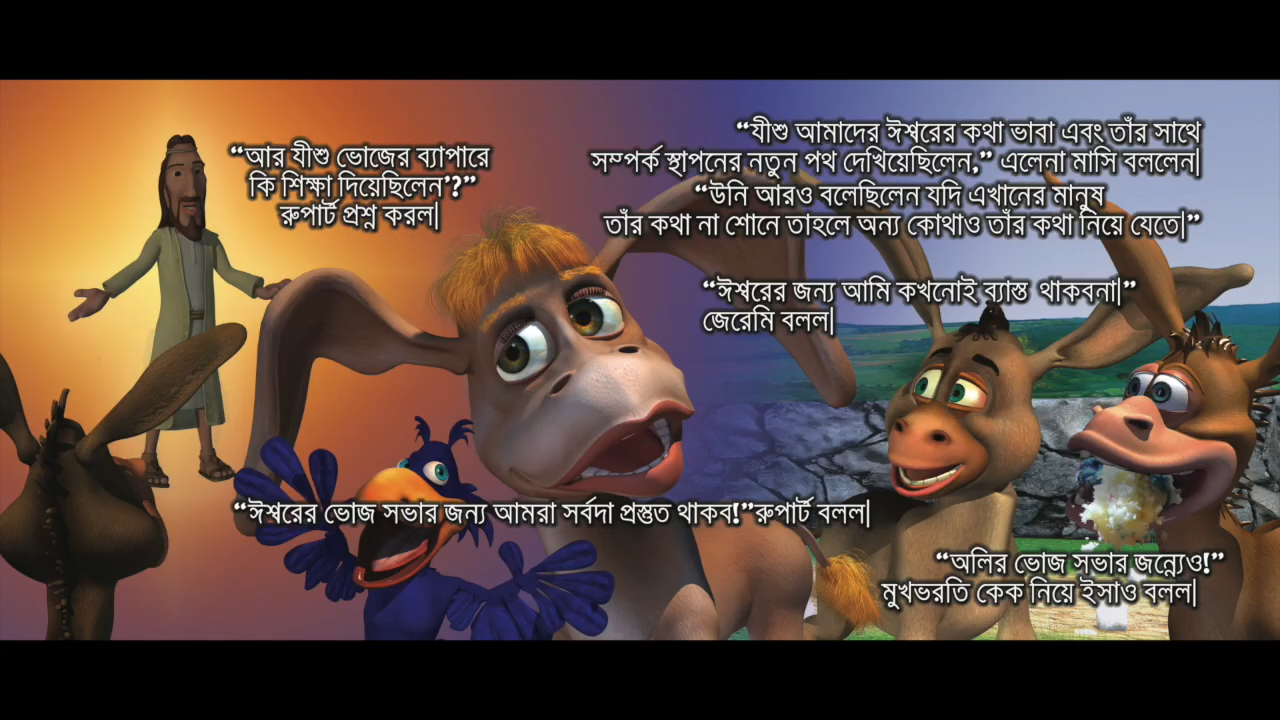 “আর যীশু ভোজের ব্যাপারে
কি শিক্ষা দিয়েছিলেন’?”
রুপার্ট প্রশ্ন করল|
“যীশু আমাদের ঈশ্বরের কথা ভাবা এবং তাঁর সাথে
সম্পর্ক স্থাপনের নতুন পথ দেখিয়েছিলেন,” এলেনা মাসি বললেন|
“উনি আরও বলেছিলেন যদি এখানের মানুষ
তাঁর কথা না শোনে তাহলে অন্য কোথাও তাঁর কথা নিয়ে যেতে|”
“ঈশ্বরের জন্য আমি কখনোই ব্যাস্ত থাকবনা|”
জেরেমি বলল|
“ঈশ্বরের ভোজ সভার জন্য আমরা সর্বদা প্রস্তুত থাকব!”রুপার্ট বলল|
“অলির ভোজ সভার জন্ন্যেও!”
মুখভরতি কেক নিয়ে ইসাও বলল|